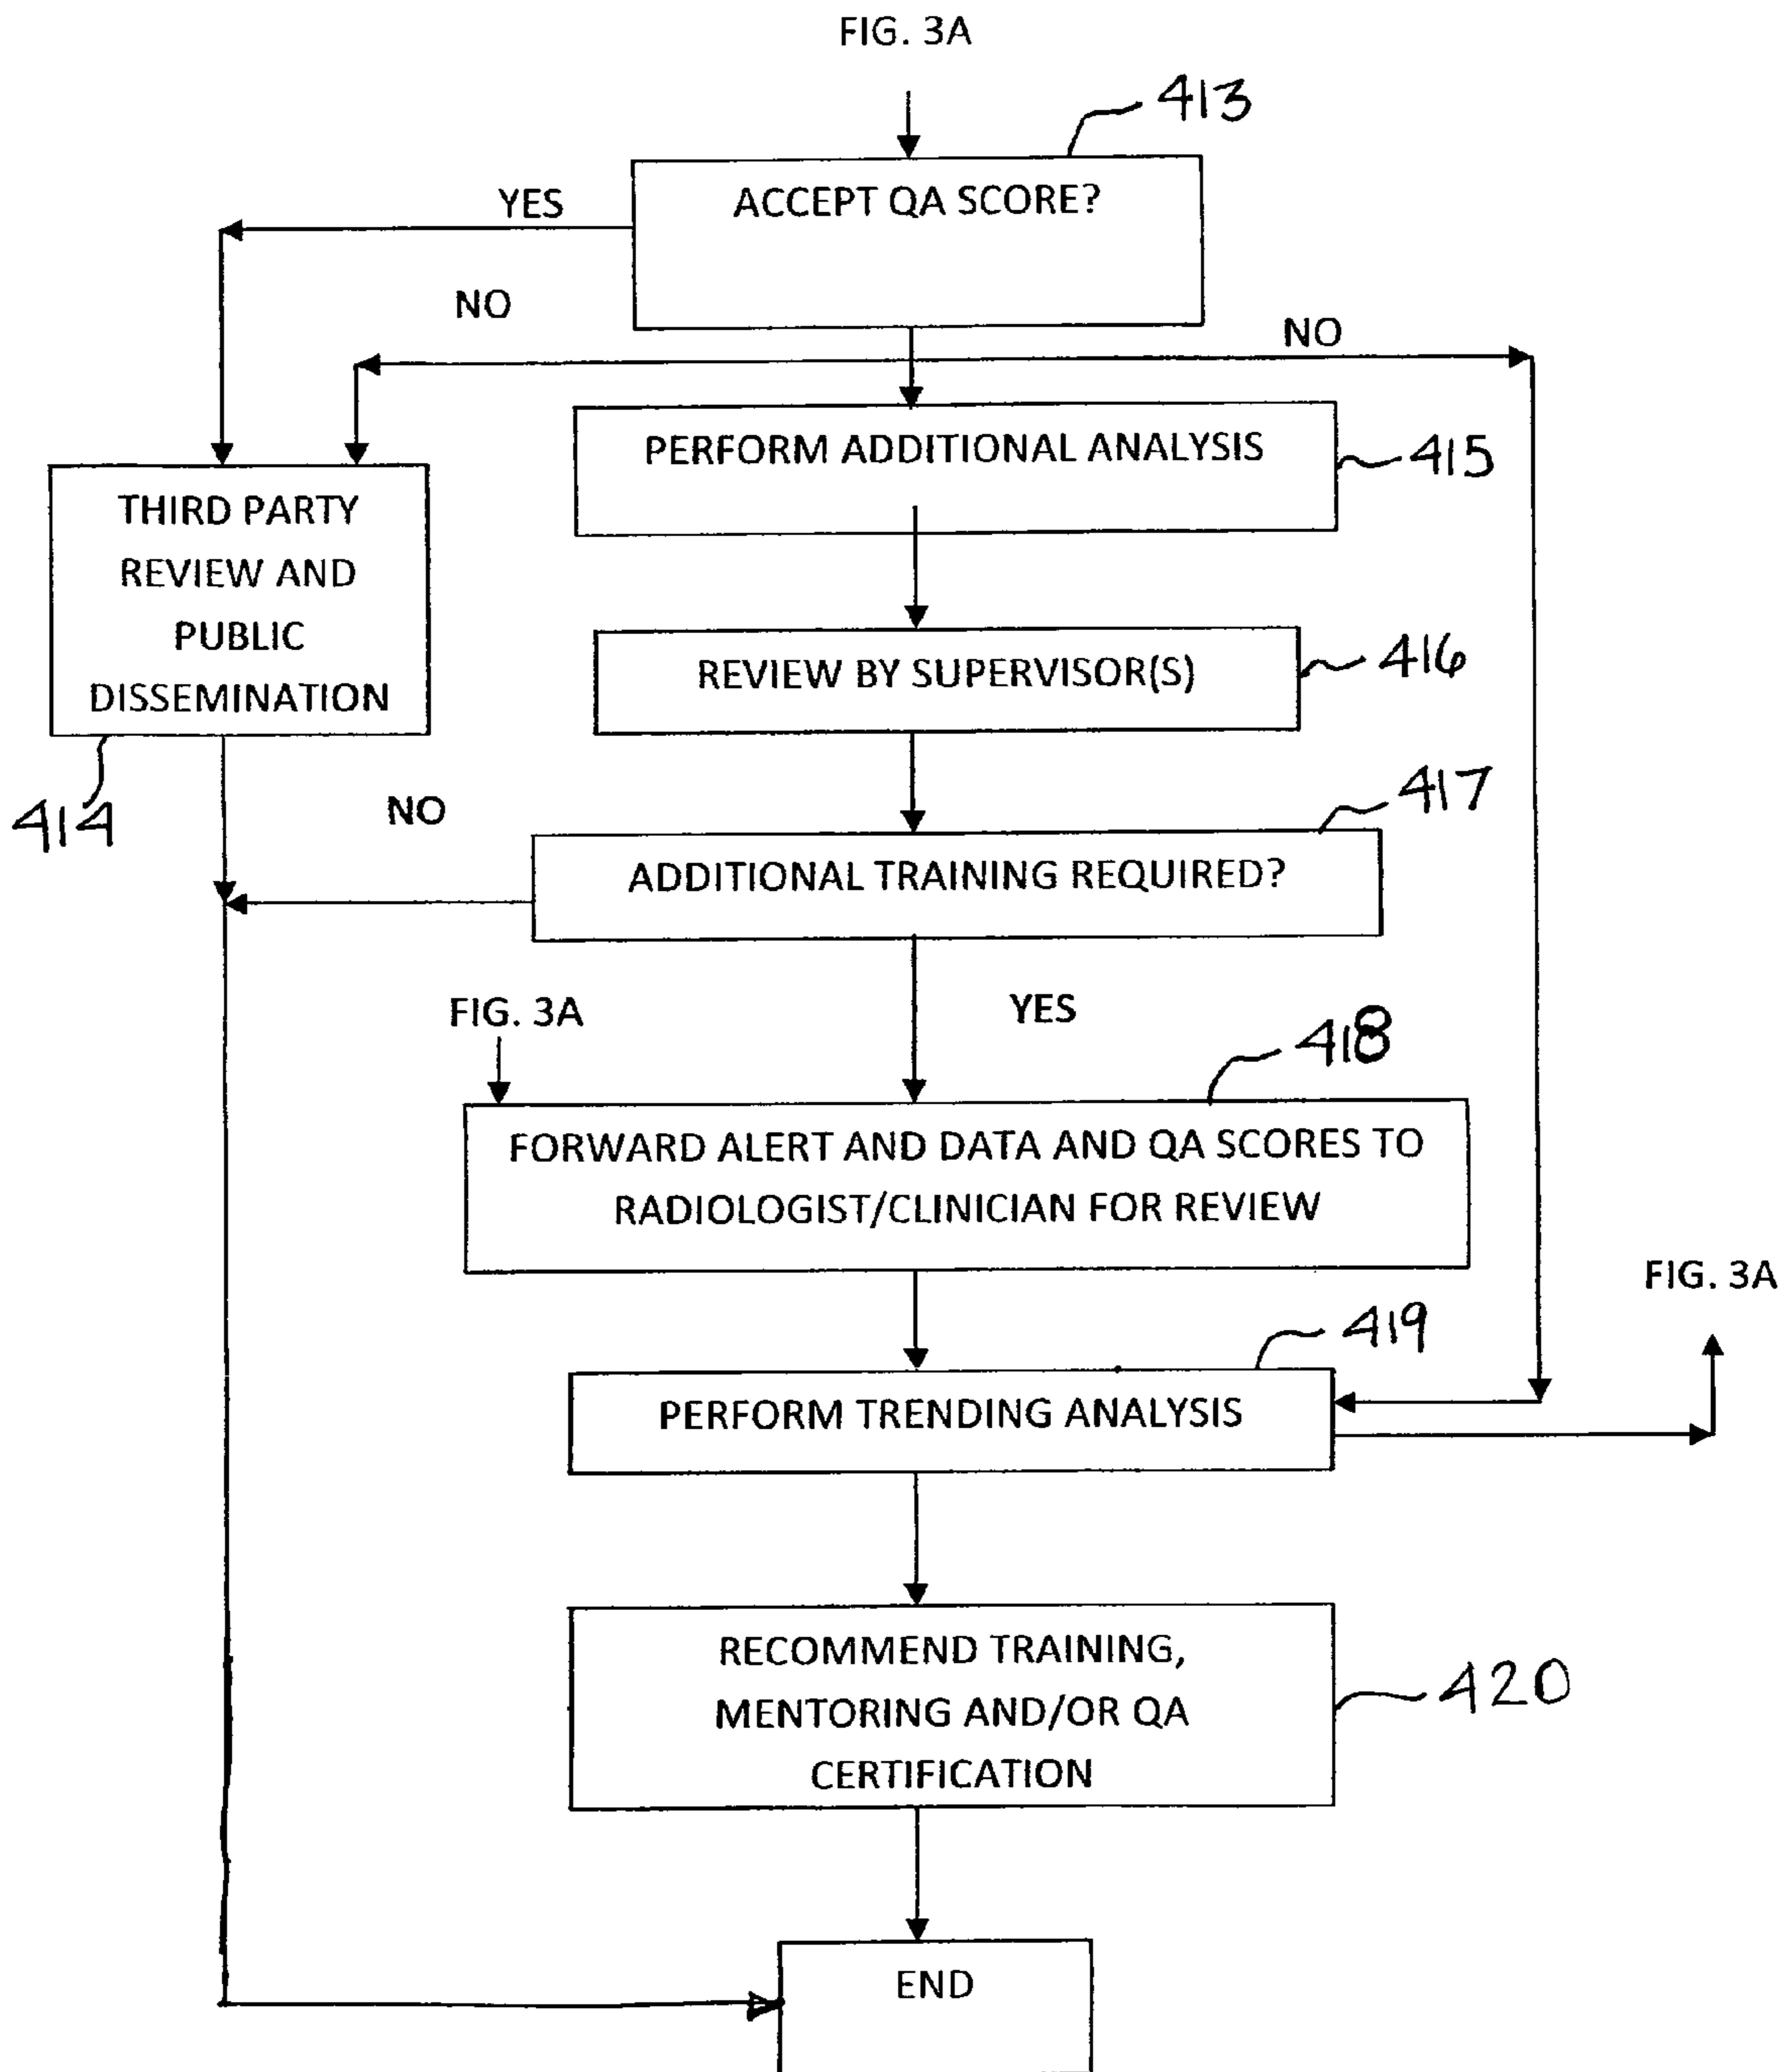 FIG. 3A
413
ACCEPT QA SCORE?
YES
NO
NO
PERFORM ADDITIONAL ANALYSIS
415
THIRD PARTY
REVIEW AND
PUBLIC
DISSEMINATION
414
REVIEW BY SUPERVISOR(S)
416
NO
417
ADDITIONAL TRAINING REQUIRED?
FIG. 3A
YES
418
FORWARD ALERT AND DATA AND QA SCORES TO
RADIOLOGIST/CLINICIAN FOR REVIEW
FIG. 3A
419
PERFORM TRENDING ANALYSIS
RECOMMEND TRAINING,
MENTORING AND/OR QA
CERTIFICATION
420
END